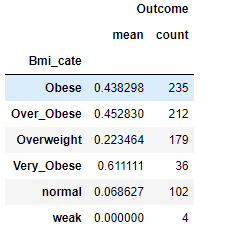 Outcome
mean count
Bmi_cate
Obese 0.438298 235
Over_Obese 0.452830 212
Overweight 0.223464 179
Very_Obese 0.611111 36
normal 0.068627 102
weak 0.000000 4